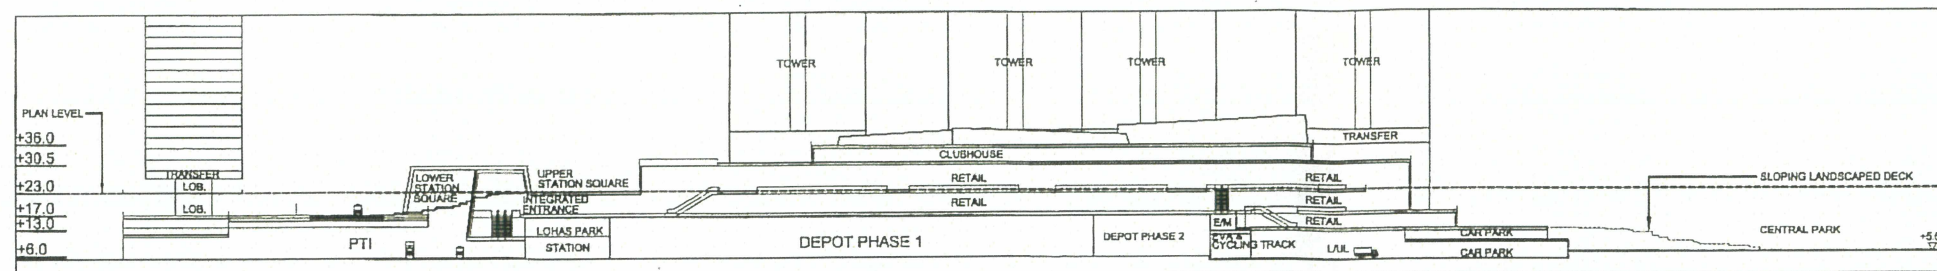 TOWER
TOWER
TOWER
TOWER
PLAN LEVEL
+36.0
TRANSFER
CLUBHOUSE
+30.5
TRANSFER
LOB.
LOWER
STATION
SQUARE
UPPER
STATION SQUARE
RETAIL
RETAIL
SLOPING LANDSCAPED DECK
+23.0
INTEGRATED
ENTRANCE
RETAIL
RETAIL
LOB.
+17.0
RETAIL
+13.0
E/M
LOHAS PARK
STATION
CAR PARK
CENTRAL PARK
PTI
DEPOT PHASE 1
DEPOT PHASE 2
CYCLING TRACK
L/UL
CAR PARK
+6.0